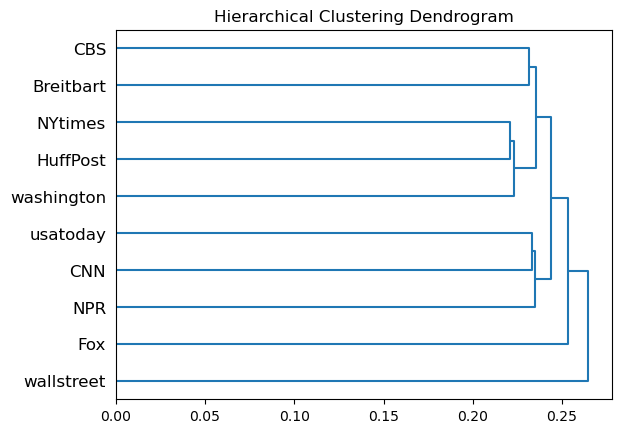 Hierarchical Clustering Dendrogram
CBS
Breitbart
NYtimes
HuffPost
washington
usatoday
CNN
NPR
Fox
wallstreet
0.00 0.05 0.10 0.15 0.20 0.25